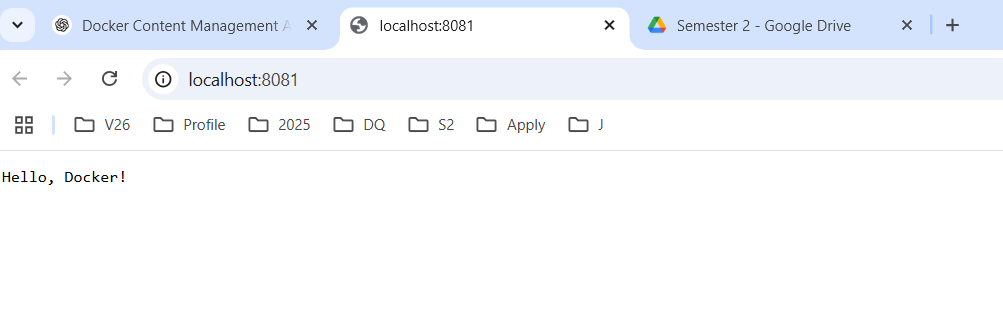 Docker Content Management A
localhost:8081
Semester 2 - Google Drive
localhost:8081
V26
Profile
2025
DQ
S2
Apply
J
Hello, Docker!